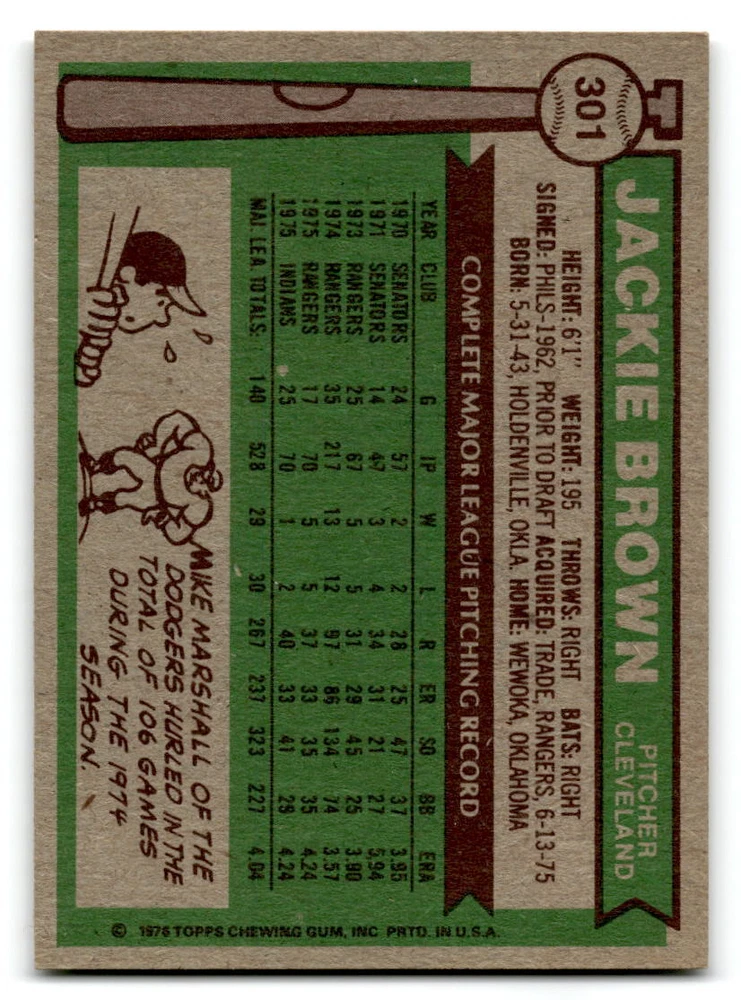 301
JACKIE BROWN
PITCHER
CLEVELAND
HEIGHT: 6'1" WEIGHT: 195 THROWS: RIGHT BATS: RIGHT
SIGNED: PHILS-1962, PRIOR TO DRAFT ACQUIRED: TRADE, RANGERS, 6-13-75
BORN: 5-31-43, HOLDENVILLE, OKLA. HOME: WEWOKA, OKLAHOMA
COMPLETE MAJOR LEAGUE PITCHING RECORD
YEAR CLUB G IP W L R ER SO BB ERA
1970 SENATORS 24 57 2 2 28 25 47 37 3.95
1971 SENATORS 14 47 3 4 34 31 21 27 5.94
1973 RANGERS 25 67 5 5 31 29 45 25 3.90
1974 RANGERS 35 217 13 12 97 86 134 74 3.57
1975 RANGERS 17 70 5 5 37 33 35 35 4.24
1975 INDIANS 25 70 1 2 40 33 41 29 4.24
MAJ. LEA. TOTALS: 140 528 29 30 267 237 323 227 4.04
MIKE MARSHALL OF THE
DODGERS HURLED IN THE
TOTAL OF 106 GAMES
DURING THE 1974
SEASON.
© 1976 TOPPS CHEWING GUM, INC. PRTD. IN U.S.A.